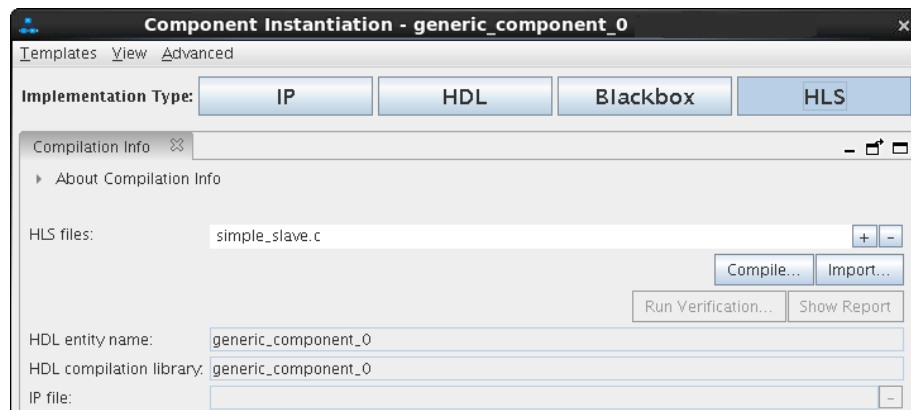 Component Instantiation - generic_component_0
Templates View Advanced
Implementation Type: IP HDL Blackbox HLS
Compilation Info
About Compilation Info
HLS files: simple_slave.c + -
Compile... Import...
Run Verification... Show Report
HDL entity name: generic_component_0
HDL compilation library: generic_component_0
IP file: -